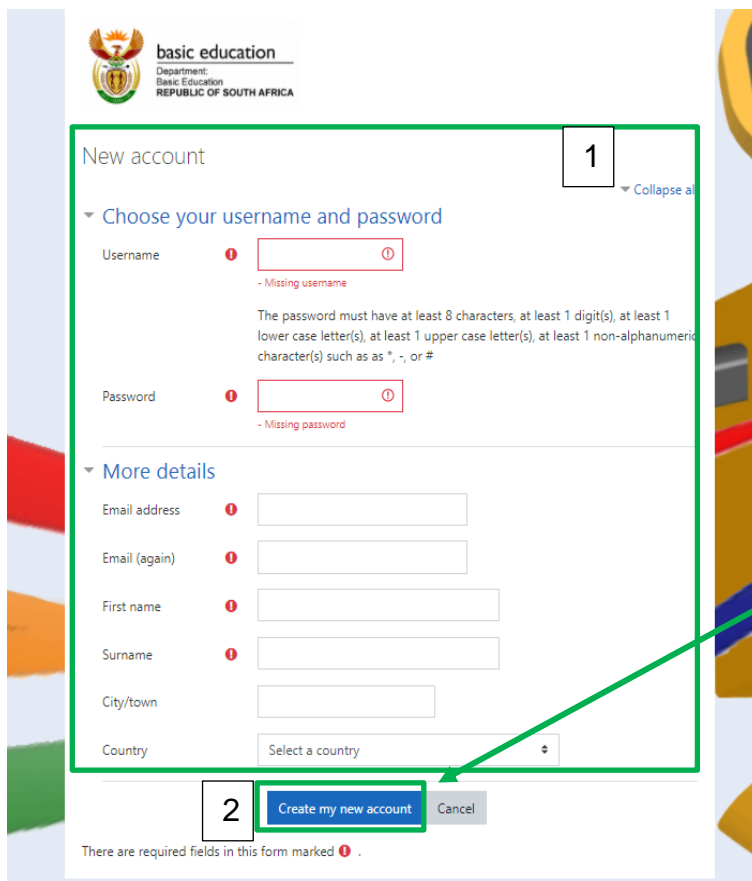 basic education
Department:
Basic Education
REPUBLIC OF SOUTH AFRICA
New account
1
Collapse al
Choose your username and password
Username
- Missing username
The password must have at least 8 characters, at least 1 digit(s), at least 1
lower case letter(s), at least 1 upper case letter(s), at least 1 non-alphanumeric
character(s) such as as *, -, or #
Password
- Missing password
More details
Email address
Email (again)
First name
Surname
City/town
Country Select a country
2 Create my new account Cancel
There are required fields in this form marked .